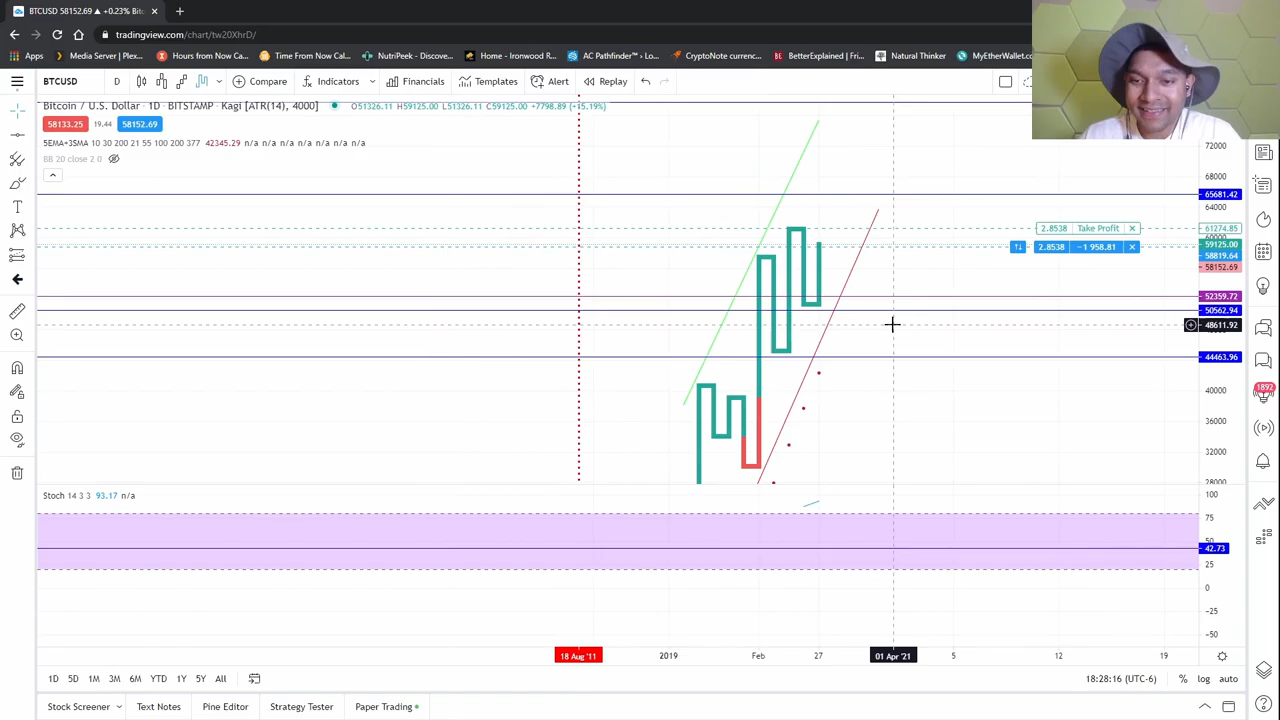 BTCUSD 58152.69 ▲ +0.23% Bitc
tradingview.com/chart/tw20XhrD/
Apps Media Server | Plex... Hours from Now Cal... Time From Now Calc... NutriPeek - Discove... Home – Ironwood R... AC Pathfinder™ › Lo... CryptoNote currenc... BetterExplained | Fri... Natural Thinker MyEtherWallet.c
BTCUSD D Compare Indicators Financials Templates Alert Replay
Bitcoin / U.S. Dollar · 1D · BITSTAMP · Kagi [ATR(14), 4000] O51326.11 H59125.00 L51326.11 C59125.00 +7798.89 (+15.19%)
58133.25 19.44 58152.69
5EMA+3SMA 10 30 200 21 55 100 200 377 42345.29 n/a n/a n/a n/a n/a n/a n/a
BB 20 close 2 0
72000
68000
65681.42
64000
2.8538 Take Profit 61274.85
60000
59125.00
2.8538 −1 958.81
58819.64
58152.69
52359.72
50562.94
48611.92
44463.96
40000
36000
32000
28000
Stoch 14 3 3 93.17 n/a
100
75
50
42.73
25
0
−25
−50
18 Aug '11 2019 Feb 27 01 Apr '21 5 12 19
1892
1D 5D 1M 3M 6M YTD 1Y 5Y All 18:28:16 (UTC-6) % log auto
Stock Screener Text Notes Pine Editor Strategy Tester Paper Trading